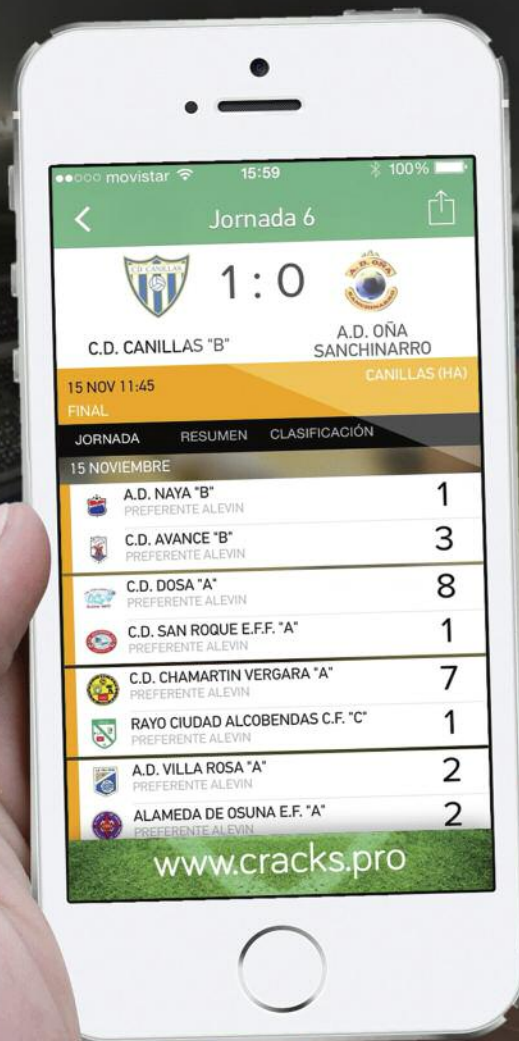 movistar 15:59 100%
Jornada 6
C.D. CANILLAS
1 : 0
A.D. OÑA
SANCHINARRO
C.D. CANILLAS "B"
A.D. OÑA
SANCHINARRO
15 NOV 11:45
CANILLAS (HA)
FINAL
JORNADA RESUMEN CLASIFICACIÓN
15 NOVIEMBRE
A.D. NAYA "B" 1
PREFERENTE ALEVIN
C.D. AVANCE "B" 3
PREFERENTE ALEVIN
C.D. DOSA "A" 8
PREFERENTE ALEVIN
C.D. SAN ROQUE E.F.F. "A" 1
PREFERENTE ALEVIN
C.D. CHAMARTIN VERGARA "A" 7
PREFERENTE ALEVIN
RAYO CIUDAD ALCOBENDAS C.F. "C" 1
PREFERENTE ALEVIN
A.D. VILLA ROSA "A" 2
PREFERENTE ALEVIN
ALAMEDA DE OSUNA E.F. "A" 2
PREFERENTE ALEVIN
www.cracks.pro